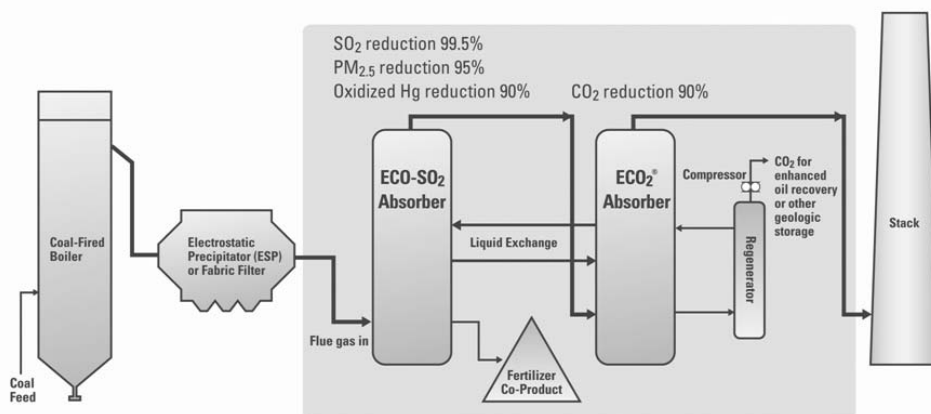 SO₂ reduction 99.5%
PM₂.₅ reduction 95%
Oxidized Hg reduction 90%
CO₂ reduction 90%
Coal-Fired
Boiler
Coal
Feed
Electrostatic
Precipitator (ESP)
or Fabric Filter
Flue gas in
ECO-SO₂
Absorber
Liquid Exchange
Fertilizer
Co-Product
ECO₂®
Absorber
Compressor
Regenerator
CO₂ for
enhanced
oil recovery
or other
geologic
storage
Stack